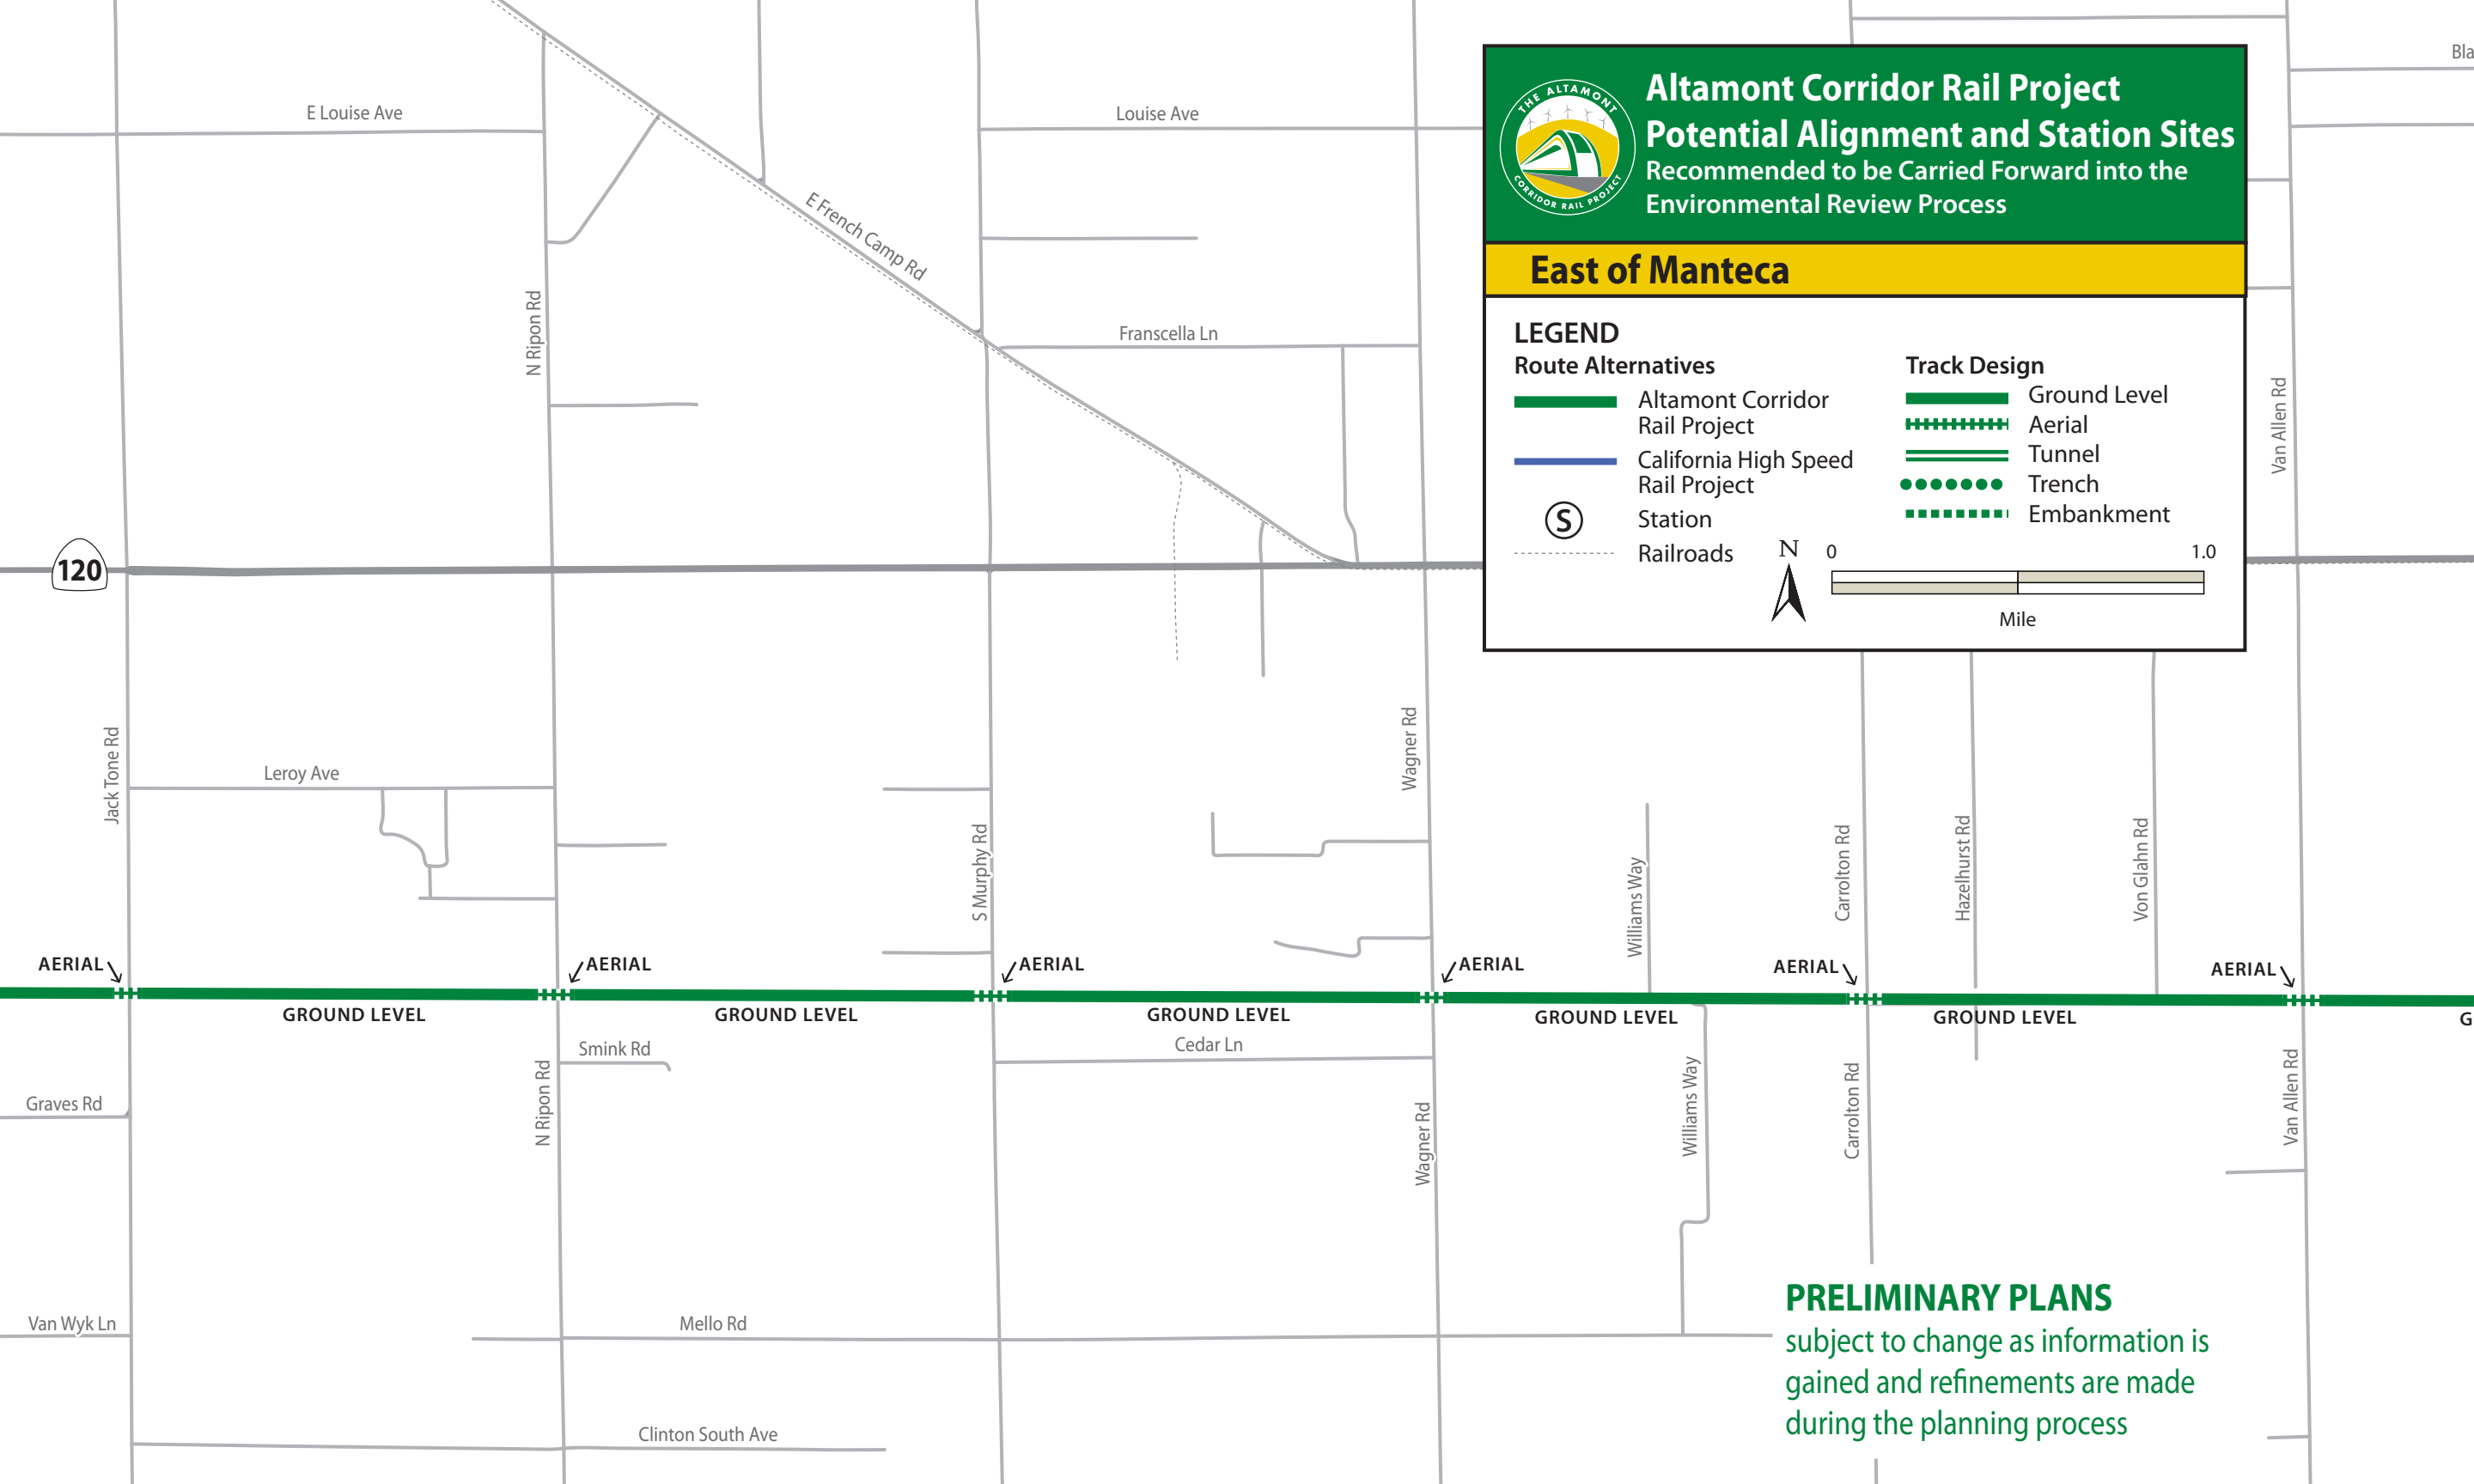 Bla
E Louise Ave
Louise Ave
THE ALTAMONT
CORRIDOR RAIL PROJECT
Altamont Corridor Rail Project
Potential Alignment and Station Sites
Recommended to be Carried Forward into the
Environmental Review Process
East of Manteca
E French Camp Rd
N Ripon Rd
Franscella Ln
Van Allen Rd
LEGEND
Route Alternatives
Altamont Corridor
Rail Project
California High Speed
Rail Project
S
Station
Railroads
Track Design
Ground Level
Aerial
Tunnel
Trench
Embankment
N
0
1.0
Mile
120
Jack Tone Rd
Leroy Ave
S Murphy Rd
Wagner Rd
Williams Way
Carrolton Rd
Hazelhurst Rd
Von Glahn Rd
AERIAL
AERIAL
AERIAL
AERIAL
AERIAL
AERIAL
GROUND LEVEL
GROUND LEVEL
GROUND LEVEL
GROUND LEVEL
GROUND LEVEL
G
Smink Rd
Cedar Ln
Graves Rd
N Ripon Rd
Wagner Rd
Williams Way
Carrolton Rd
Van Allen Rd
Van Wyk Ln
Mello Rd
Clinton South Ave
PRELIMINARY PLANS
subject to change as information is
gained and refinements are made
during the planning process